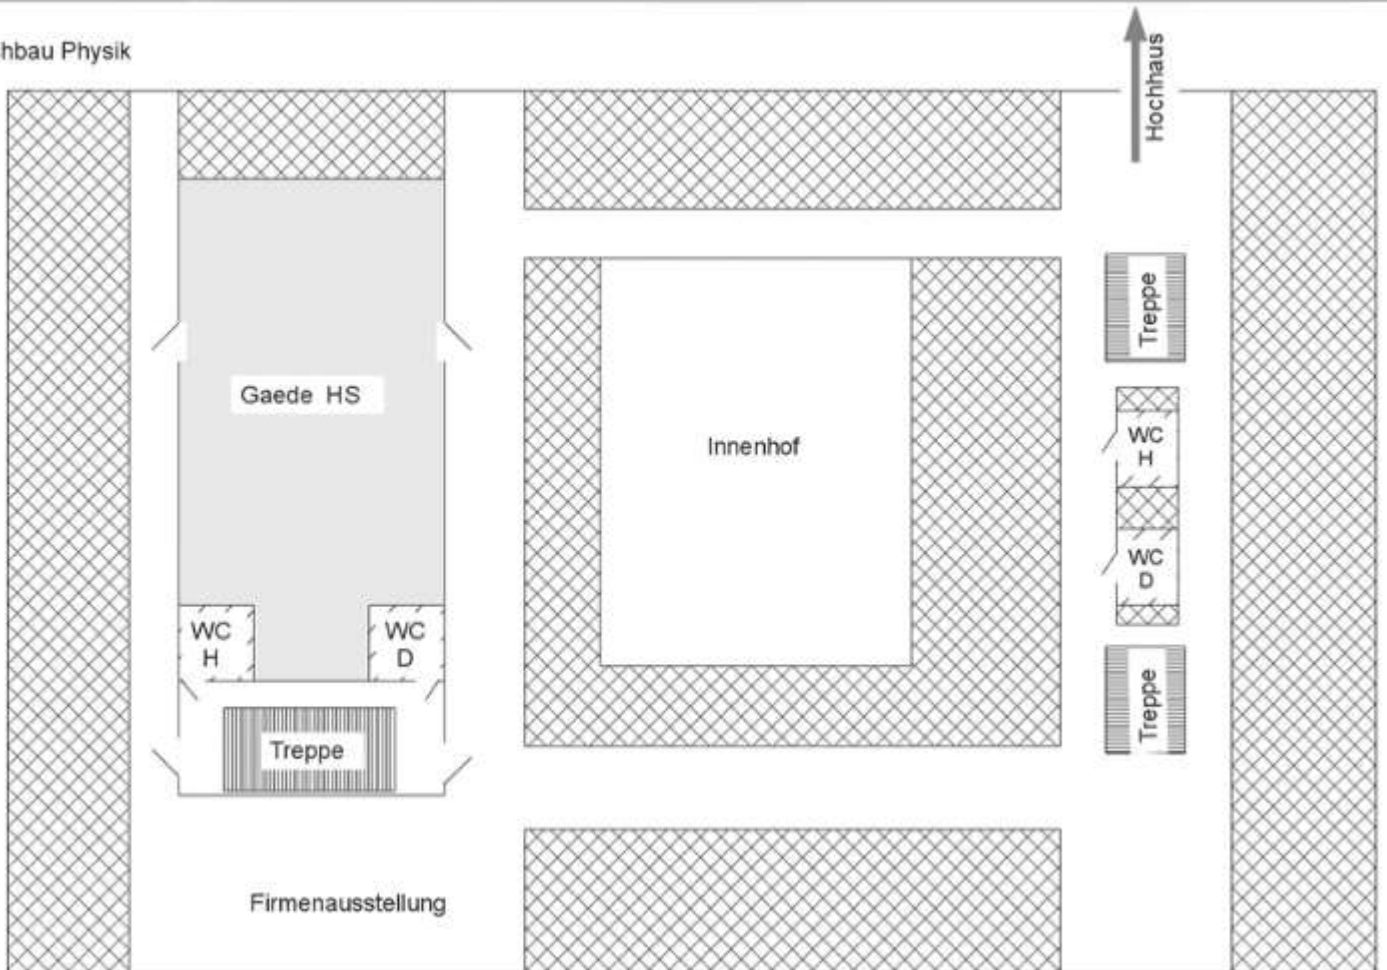 hbau Physik
Hochhaus
Treppe
Gaede HS
Innenhof
WC
H
WC
D
WC
H
WC
D
Treppe
Treppe
Firmenausstellung